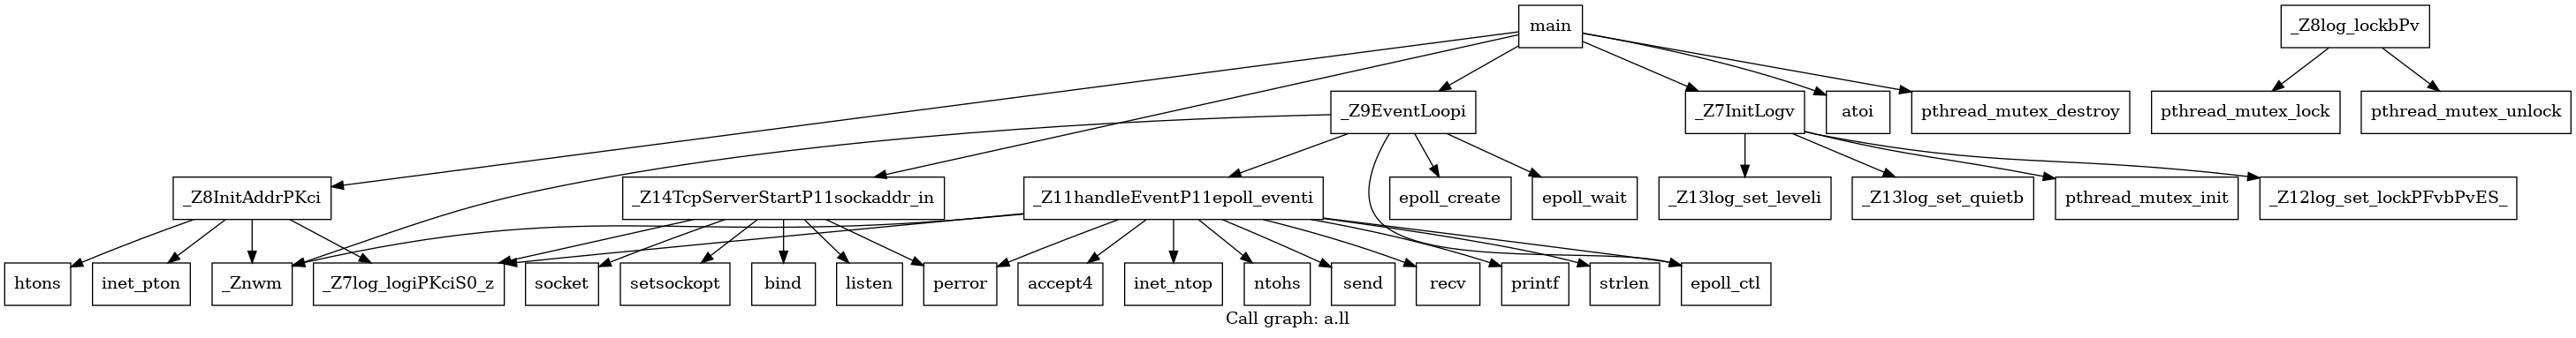 main
_Z8log_lockbPv
_Z9EventLoopi
_Z7InitLogv
atoi
pthread_mutex_destroy
pthread_mutex_lock
pthread_mutex_unlock
_Z8InitAddrPKci
_Z14TcpServerStartP11sockaddr_in
_Z11handleEventP11epoll_eventi
epoll_create
epoll_wait
_Z13log_set_leveli
_Z13log_set_quietb
pthread_mutex_init
_Z12log_set_lockPFvbPvES_
htons
inet_pton
_Znwm
_Z7log_logiPKciS0_z
socket
setsockopt
bind
listen
perror
accept4
inet_ntop
ntohs
send
recv
printf
strlen
epoll_ctl
Call graph: a.ll